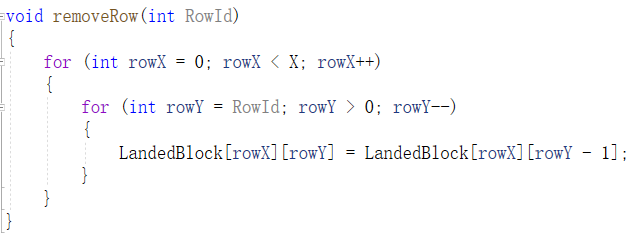 void removeRow(int RowId)
{
    for (int rowX = 0; rowX < X; rowX++)
    {
        for (int rowY = RowId; rowY > 0; rowY--)
        {
            LandedBlock[rowX][rowY] = LandedBlock[rowX][rowY - 1];
        }
    }
}